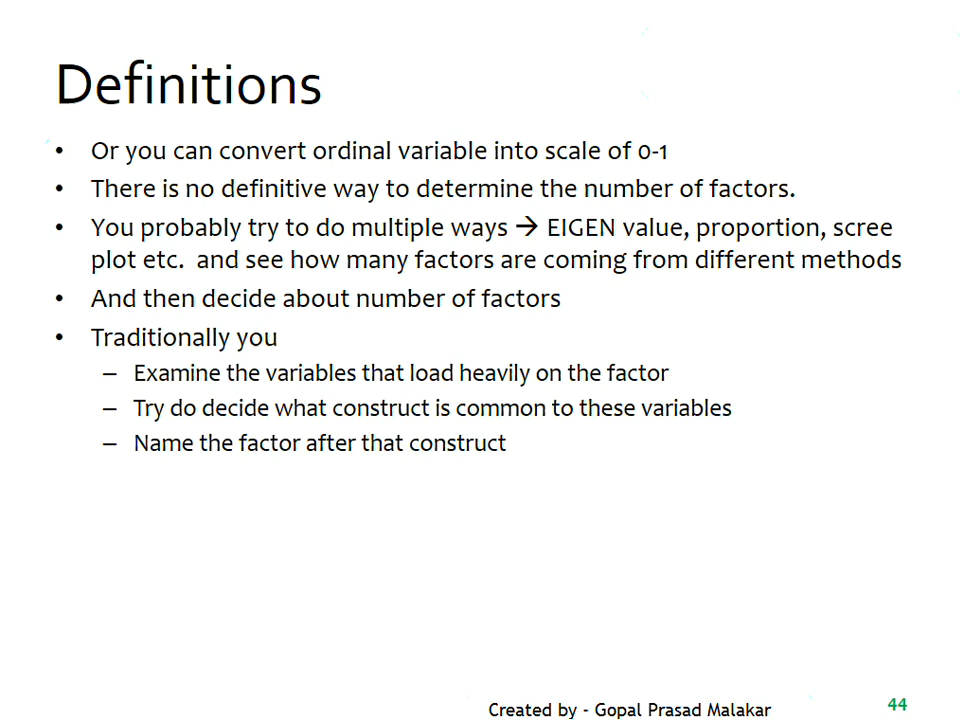 Definitions
• Or you can convert ordinal variable into scale of 0-1
• There is no definitive way to determine the number of factors.
• You probably try to do multiple ways → EIGEN value, proportion, scree
plot etc.  and see how many factors are coming from different methods
• And then decide about number of factors
• Traditionally you
– Examine the variables that load heavily on the factor
– Try do decide what construct is common to these variables
– Name the factor after that construct
Created by - Gopal Prasad Malakar
44